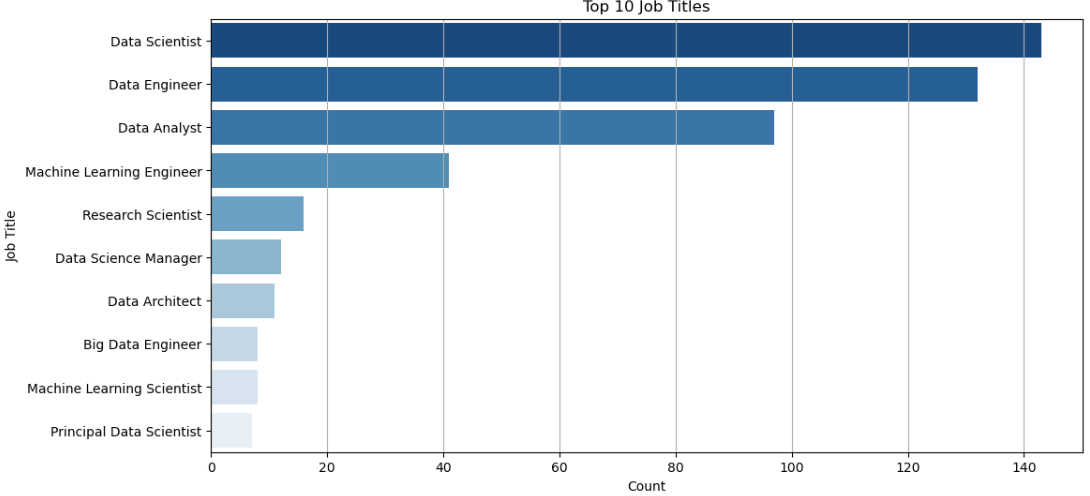 Top 10 Job Titles
Job Title
Data Scientist
Data Engineer
Data Analyst
Machine Learning Engineer
Research Scientist
Data Science Manager
Data Architect
Big Data Engineer
Machine Learning Scientist
Principal Data Scientist
0 20 40 60 80 100 120 140
Count